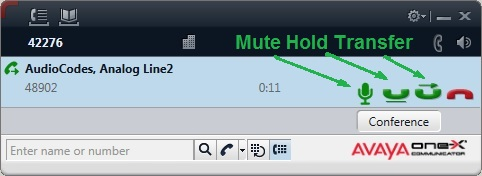 42276
Mute Hold Transfer
AudioCodes, Analog Line2
48902
0:11
Conference
Enter name or number
AVAYA one-X
COMMUNICATOR